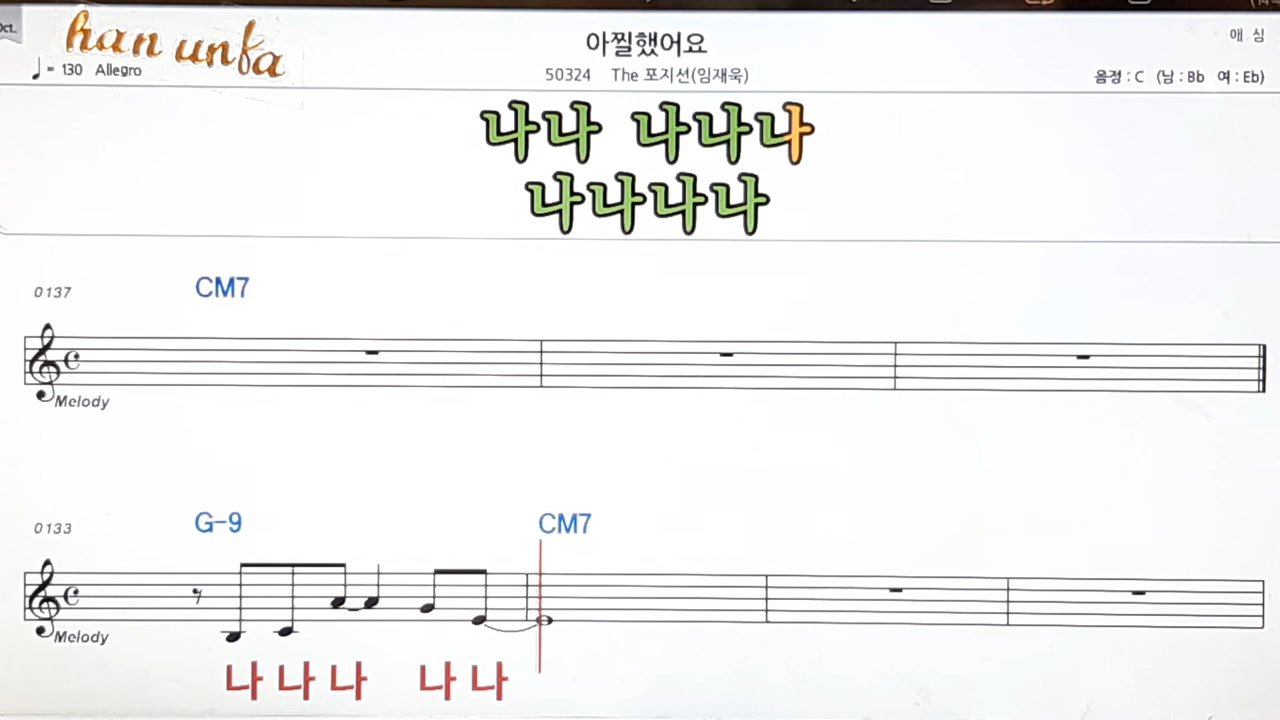 Oct.
han unfa
아찔했어요
애 심
♩ = 130 Allegro
50324 The 포지션(임재욱)
음정 : C (남 : Bb 여 : Eb)
나나 나나나
나나나나
0137 CM7
Melody
0133 G-9 CM7
Melody
나 나 나 나 나